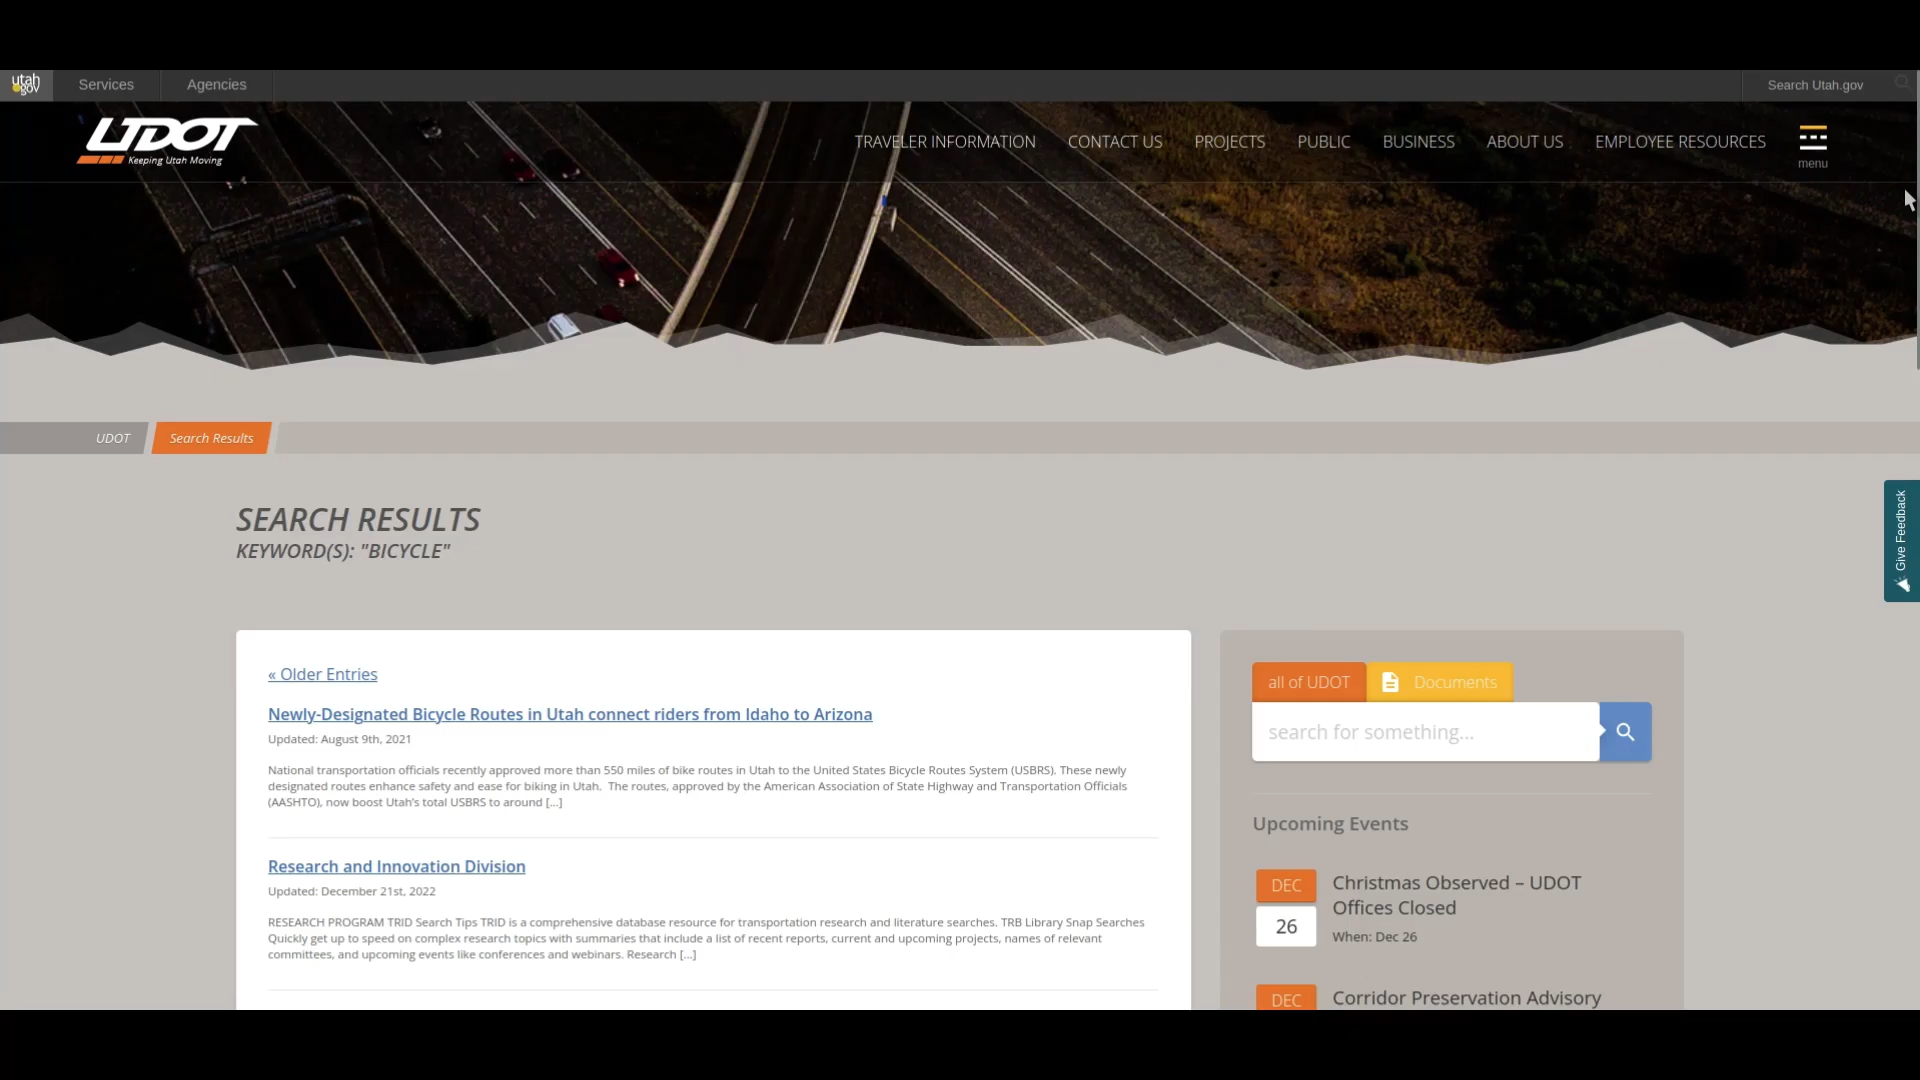 utah
gov
Services
Agencies
Search Utah.gov
UDOT
Keeping Utah Moving
TRAVELER INFORMATION
CONTACT US
PROJECTS
PUBLIC
BUSINESS
ABOUT US
EMPLOYEE RESOURCES
menu
UDOT
Search Results
Give Feedback
SEARCH RESULTS
KEYWORD(S): "BICYCLE"
« Older Entries
Newly-Designated Bicycle Routes in Utah connect riders from Idaho to Arizona
Updated: August 9th, 2021
National transportation officials recently approved more than 550 miles of bike routes in Utah to the United States Bicycle Routes System (USBRS). These newly
designated routes enhance safety and ease for biking in Utah.  The routes, approved by the American Association of State Highway and Transportation Officials
(AASHTO), now boost Utah's total USBRS to around [...]
Research and Innovation Division
Updated: December 21st, 2022
RESEARCH PROGRAM TRID Search Tips TRID is a comprehensive database resource for transportation research and literature searches. TRB Library Snap Searches
Quickly get up to speed on complex research topics with summaries that include a list of recent reports, current and upcoming projects, names of relevant
committees, and upcoming events like conferences and webinars. Research [...]
all of UDOT
Documents
search for something...
Upcoming Events
DEC
26
Christmas Observed – UDOT
Offices Closed
When: Dec 26
DEC
Corridor Preservation Advisory